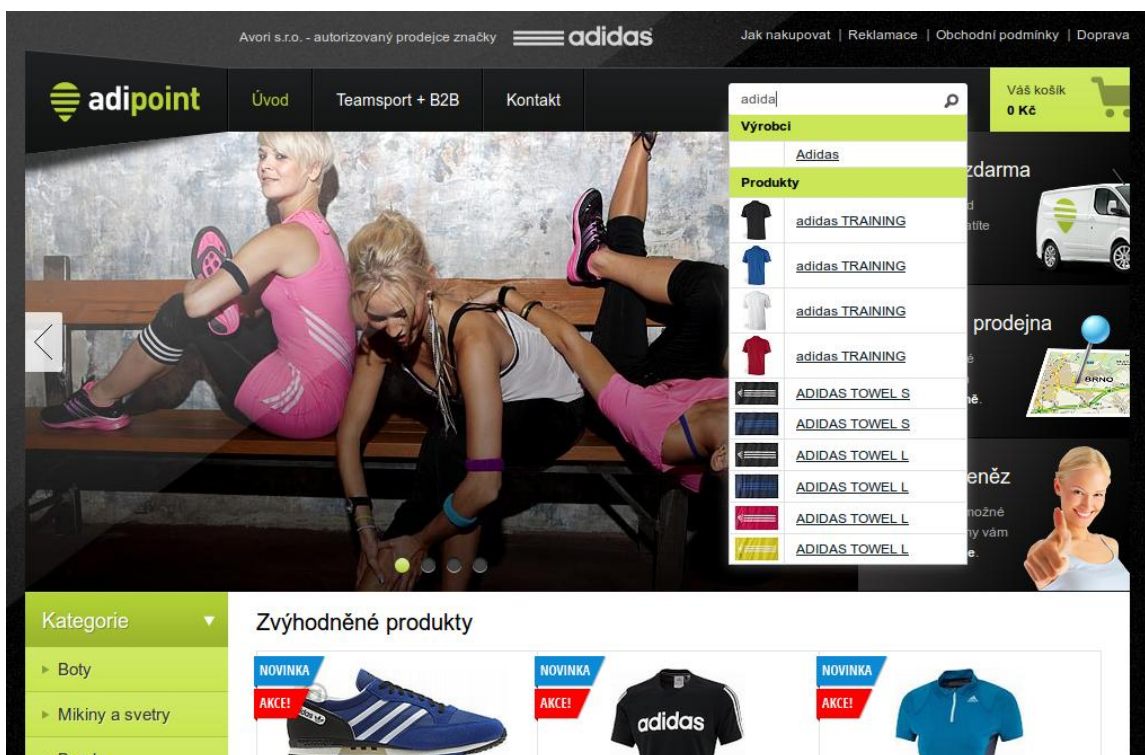 Avori s.r.o. - autorizovaný prodejce značky adidas
Jak nakupovat | Reklamace | Obchodní podmínky | Doprava
adipoint
Úvod
Teamsport + B2B
Kontakt
adida
Váš košík
0 Kč
Výrobci
Adidas
Produkty
adidas TRAINING
adidas TRAINING
adidas TRAINING
adidas TRAINING
ADIDAS TOWEL S
ADIDAS TOWEL S
ADIDAS TOWEL L
ADIDAS TOWEL L
ADIDAS TOWEL L
ADIDAS TOWEL L
zdarma
prodejna
BRNO
Kategorie
Boty
Mikiny a svetry
Zvýhodněné produkty
NOVINKA
AKCE!
NOVINKA
AKCE!
adidas
NOVINKA
AKCE!